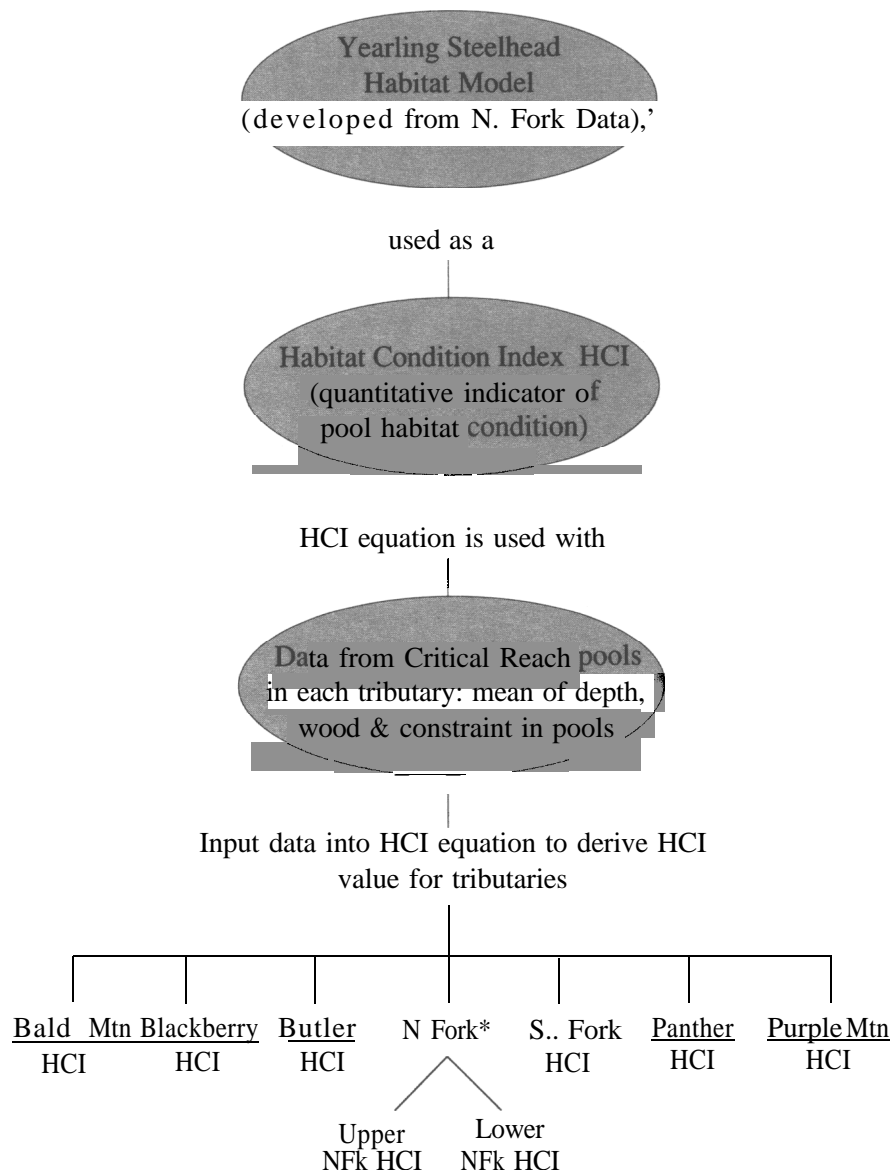 Yearling Steelhead
Habitat Model
(developed from N. Fork Data),’
used as a
Habitat Condition Index HCI
(quantitative indicator of
pool habitat condition)
HCI equation is used with
Data from Critical Reach pools
in each tributary: mean of depth,
wood & constraint in pools
Input data into HCI equation to derive HCI
value for tributaries
Bald Mtn Blackberry Butler N Fork* S.. Fork Panther Purple Mtn
HCI HCI HCI HCI HCI HCI
Upper Lower
NFk HCI NFk HCI